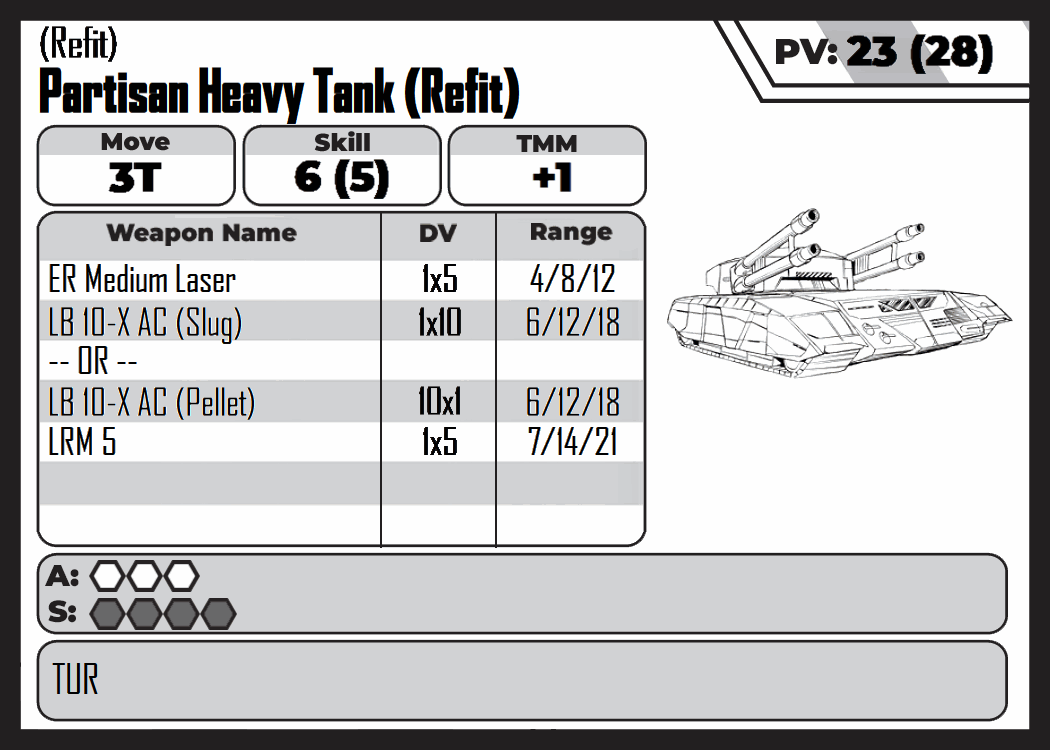 (Refit)
PV: 23 (28)
Partisan Heavy Tank (Refit)
Move Skill TMM
3T 6 (5) +1
Weapon Name DV Range
ER Medium Laser 1x5 4/8/12
LB 10-X AC (Slug) 1x10 6/12/18
-- OR --
LB 10-X AC (Pellet) 10x1 6/12/18
LRM 5 1x5 7/14/21
A:
S:
TUR